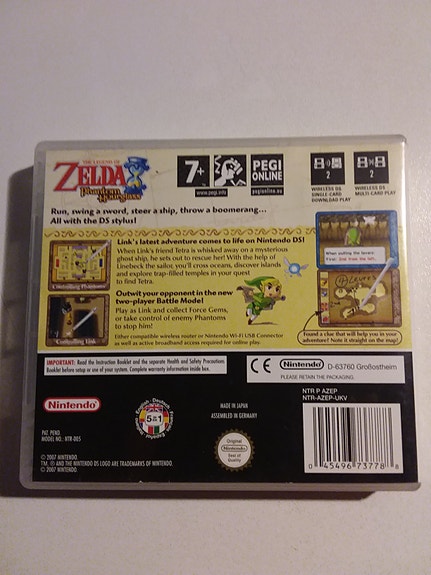 THE LEGEND OF
ZELDA
Phantom Hourglass
7+
www.pegi.info
PEGI
ONLINE
pegionline.eu
2
WIRELESS DS
SINGLE-CARD
DOWNLOAD PLAY
2
WIRELESS DS
MULTI-CARD PLAY
Run, swing a sword, steer a ship, throw a boomerang...
All with the DS stylus!
Link's latest adventure comes to life on Nintendo DS!
When Link's friend Tetra is whisked away on a mysterious
ghost ship, he sets out to rescue her! With the help of
Linebeck the sailor, you'll cross oceans, discover islands
and explore trap-filled temples in your quest
to find Tetra.
Controlling Phantoms
Outwit your opponent in the new
two-player Battle Mode!
Play as Link and collect Force Gems,
or take control of enemy Phantoms
to stop him!
Either compatible wireless router or Nintendo Wi-Fi USB Connector
as well as active broadband access required for online play.
Controlling Link
When pulling the levers:
Found a clue that will help you in your
adventure? Note it straight on the map!
IMPORTANT: Read the Instruction Booklet and the separate Health and Safety Precautions
Booklet before setup or use of your system. Complete warranty information inside box.
CE
Nintendo
D-63760 Großostheim
PLEASE RETAIN THE PACKAGING.
Nintendo
PAT. PEND.
MODEL NO.: NTR-005
5in1
MADE IN JAPAN
ASSEMBLED IN GERMANY
Original
Nintendo
Seal of
Quality
NTR P AZEP
NTR-AZEP-UKV
0 45496 73778 8
© 2007 NINTENDO.
TM, ® AND THE NINTENDO DS LOGO ARE TRADEMARKS OF NINTENDO.
© 2007 NINTENDO.